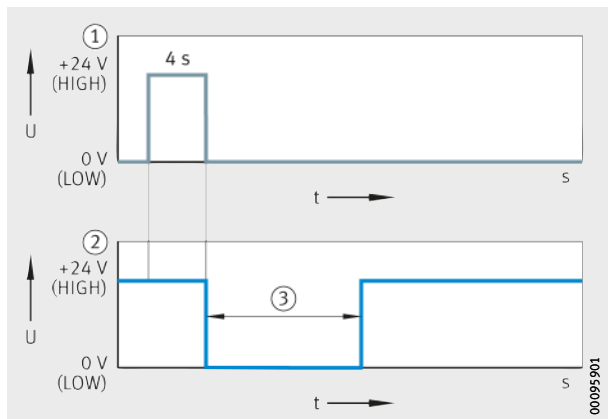 ①
+24 V
(HIGH)
4 s
U
0 V
(LOW)
s
t
②
+24 V
(HIGH)
③
U
0 V
(LOW)
s
t
00095901